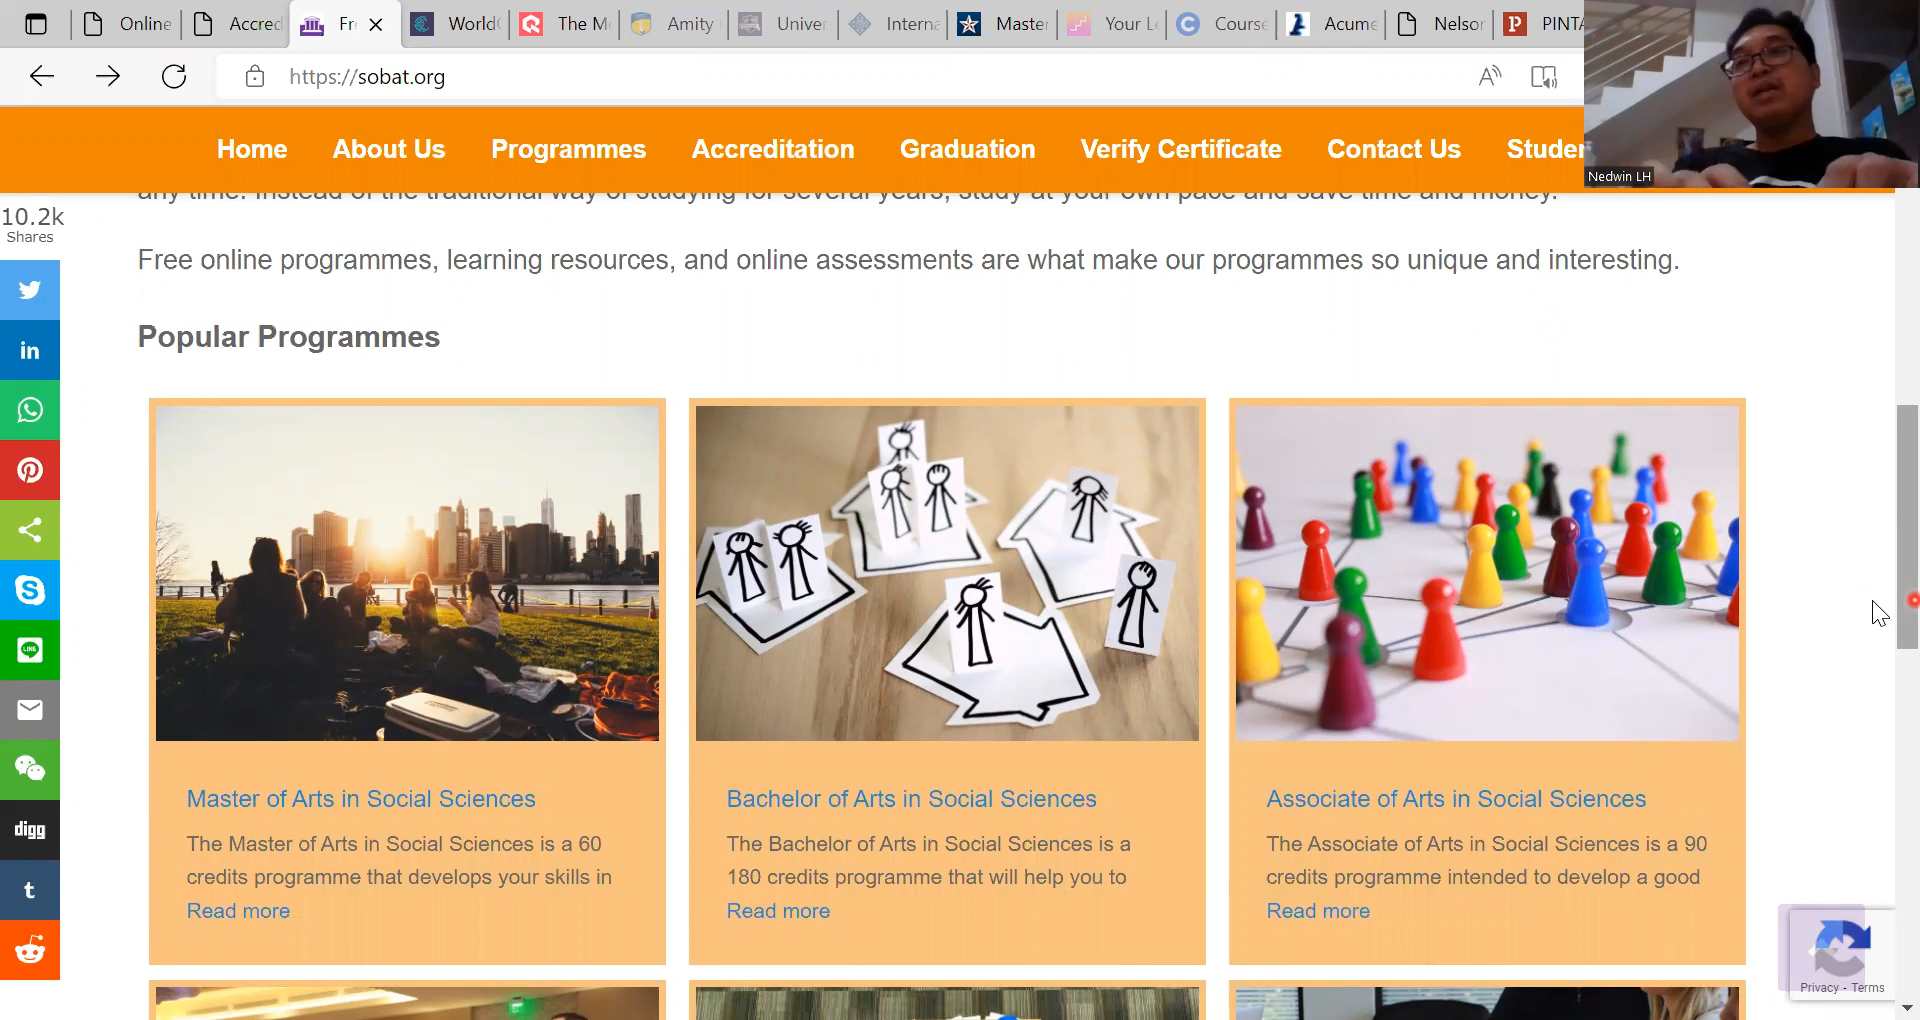 Online
Accred
Fr
World
The M
Amity
Univer
Interna
Master
Your Le
Course
Acume
Nelsor
PINTA
https://sobat.org
Nedwin LH
Home
About Us
Programmes
Accreditation
Graduation
Verify Certificate
Contact Us
Studen
any time. Instead of the traditional way of studying for several years, study at your own pace and save time and money.
10.2k
Shares
Free online programmes, learning resources, and online assessments are what make our programmes so unique and interesting.
Popular Programmes
in
LINE
digg
t
Master of Arts in Social Sciences
The Master of Arts in Social Sciences is a 60
credits programme that develops your skills in
Read more
Bachelor of Arts in Social Sciences
The Bachelor of Arts in Social Sciences is a
180 credits programme that will help you to
Read more
Associate of Arts in Social Sciences
The Associate of Arts in Social Sciences is a 90
credits programme intended to develop a good
Read more
Privacy - Terms